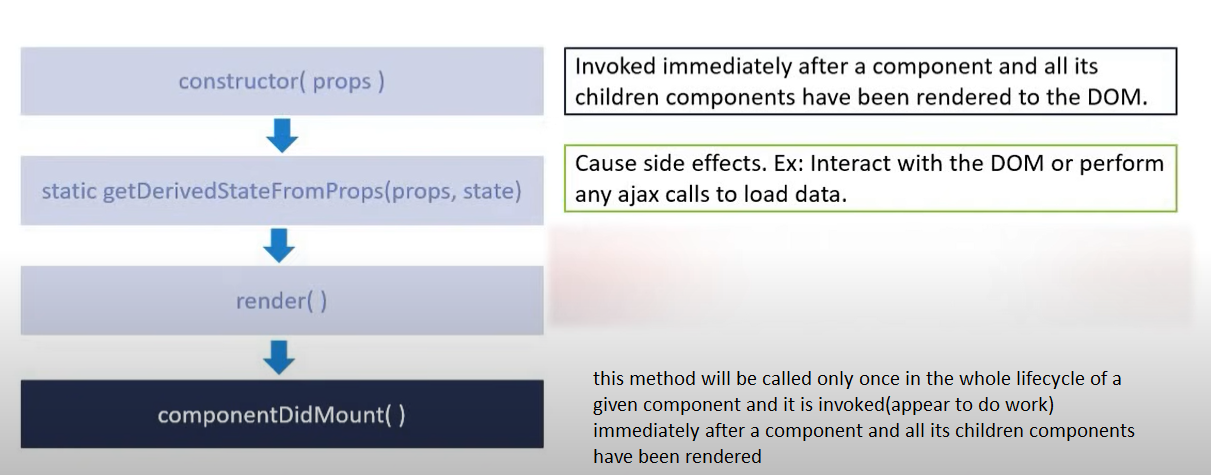 constructor( props )
static getDerivedStateFromProps(props, state)
render( )
componentDidMount( )
Invoked immediately after a component and all its
children components have been rendered to the DOM.
Cause side effects. Ex: Interact with the DOM or perform
any ajax calls to load data.
this method will be called only once in the whole lifecycle of a
given component and it is invoked(appear to do work)
immediately after a component and all its children components
have been rendered